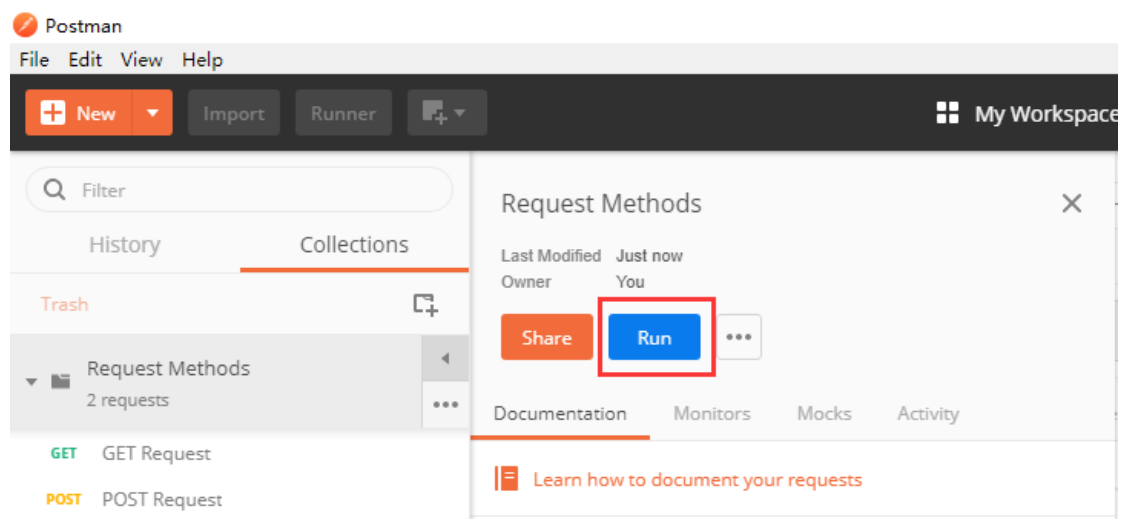 Postman
File Edit View Help
New Import Runner My Workspace
Filter
History Collections
Trash
Request Methods
2 requests
GET GET Request
POST POST Request
Request Methods
Last Modified Just now
Owner You
Share Run
Documentation Monitors Mocks Activity
Learn how to document your requests